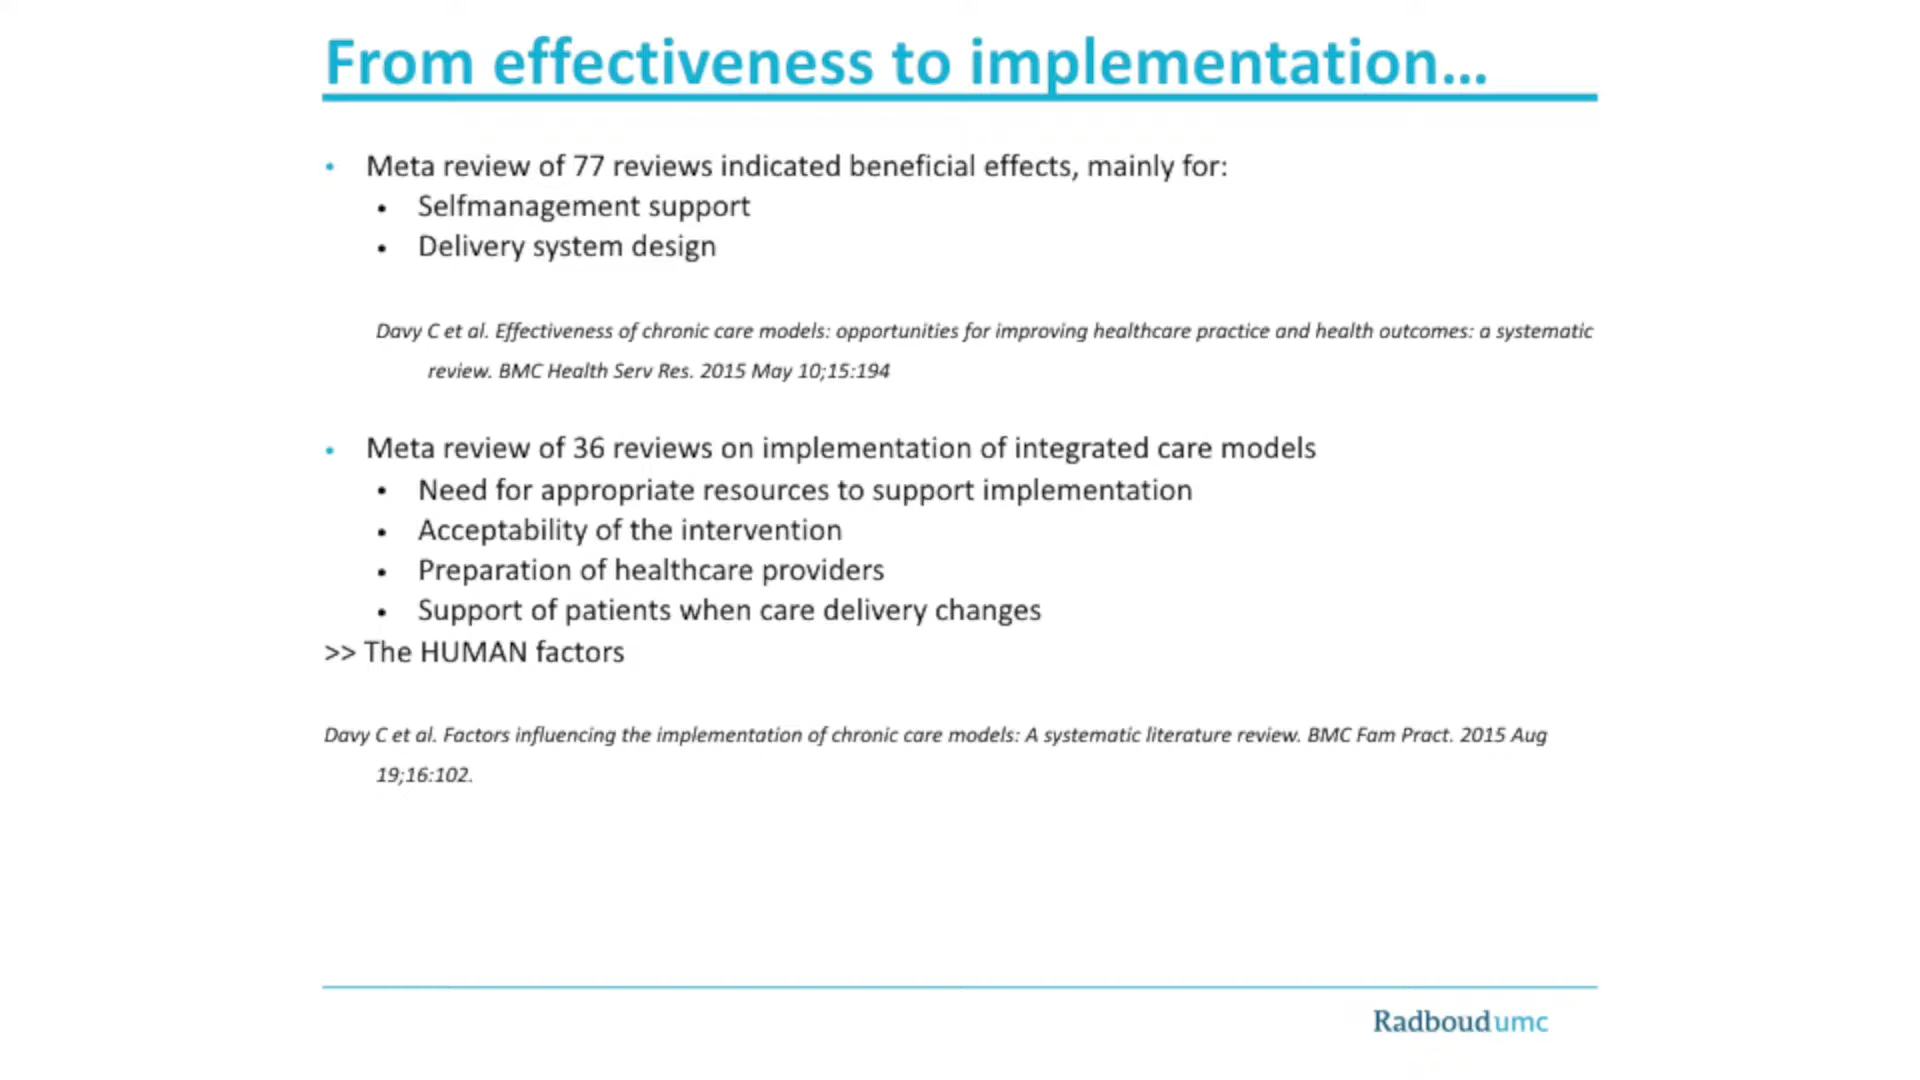 From effectiveness to implementation...
• Meta review of 77 reviews indicated beneficial effects, mainly for:
• Selfmanagement support
• Delivery system design
Davy C et al. Effectiveness of chronic care models: opportunities for improving healthcare practice and health outcomes: a systematic
review. BMC Health Serv Res. 2015 May 10;15:194
• Meta review of 36 reviews on implementation of integrated care models
• Need for appropriate resources to support implementation
• Acceptability of the intervention
• Preparation of healthcare providers
• Support of patients when care delivery changes
>> The HUMAN factors
Davy C et al. Factors influencing the implementation of chronic care models: A systematic literature review. BMC Fam Pract. 2015 Aug
19;16:102.
Radboudumc